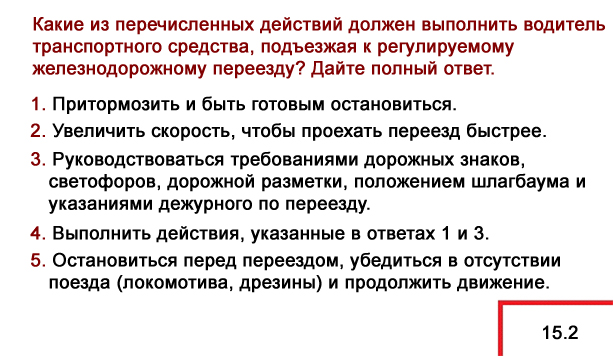 Какие из перечисленных действий должен выполнить водитель
транспортного средства, подъезжая к регулируемому
железнодорожному переезду? Дайте полный ответ.
1. Притормозить и быть готовым остановиться.
2. Увеличить скорость, чтобы проехать переезд быстрее.
3. Руководствоваться требованиями дорожных знаков,
светофоров, дорожной разметки, положением шлагбаума и
указаниями дежурного по переезду.
4. Выполнить действия, указанные в ответах 1 и 3.
5. Остановиться перед переездом, убедиться в отсутствии
поезда (локомотива, дрезины) и продолжить движение.
15.2